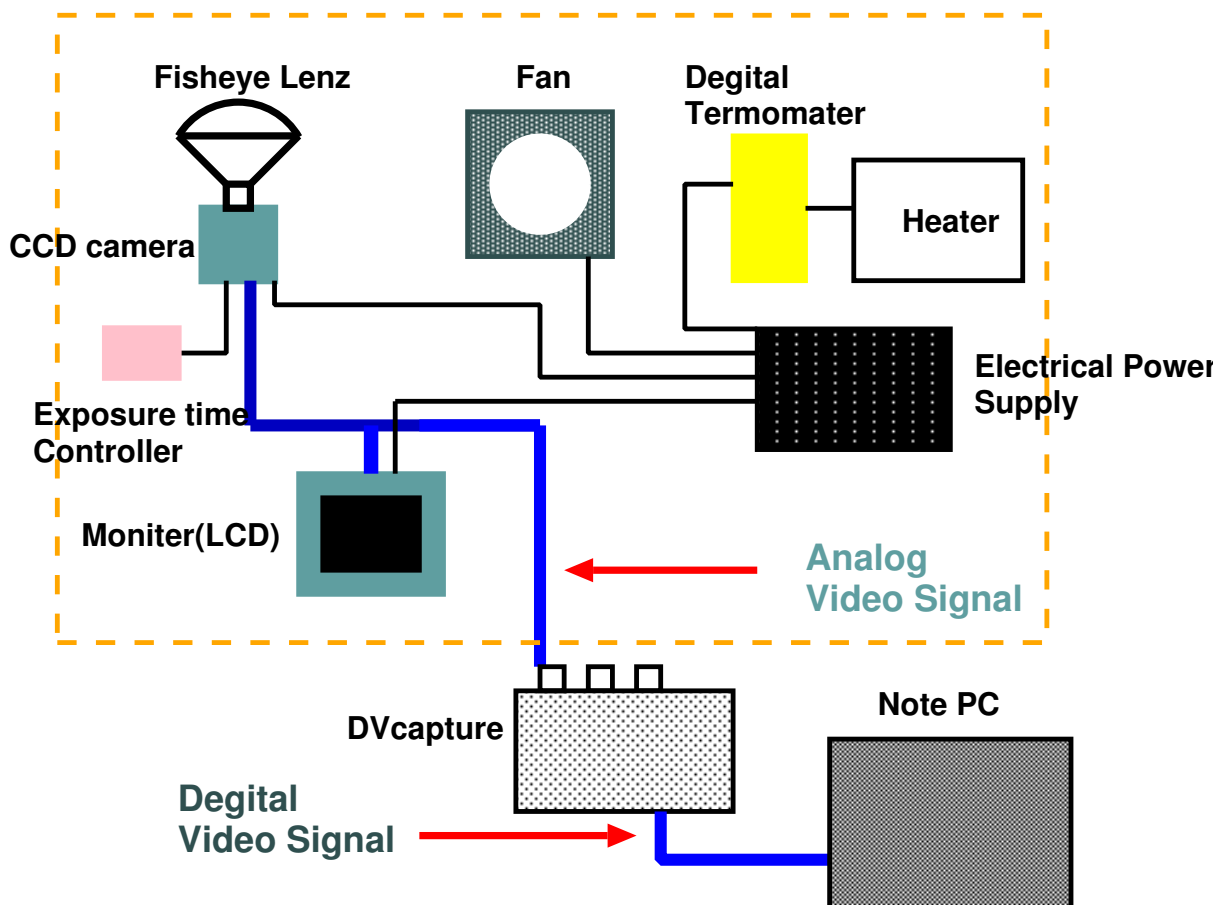 Fisheye Lenz
Fan
Degital
Termomater
CCD camera
Heater
Exposure time
Controller
Electrical Power
Supply
Moniter(LCD)
Analog
Video Signal
DVcapture
Note PC
Degital
Video Signal